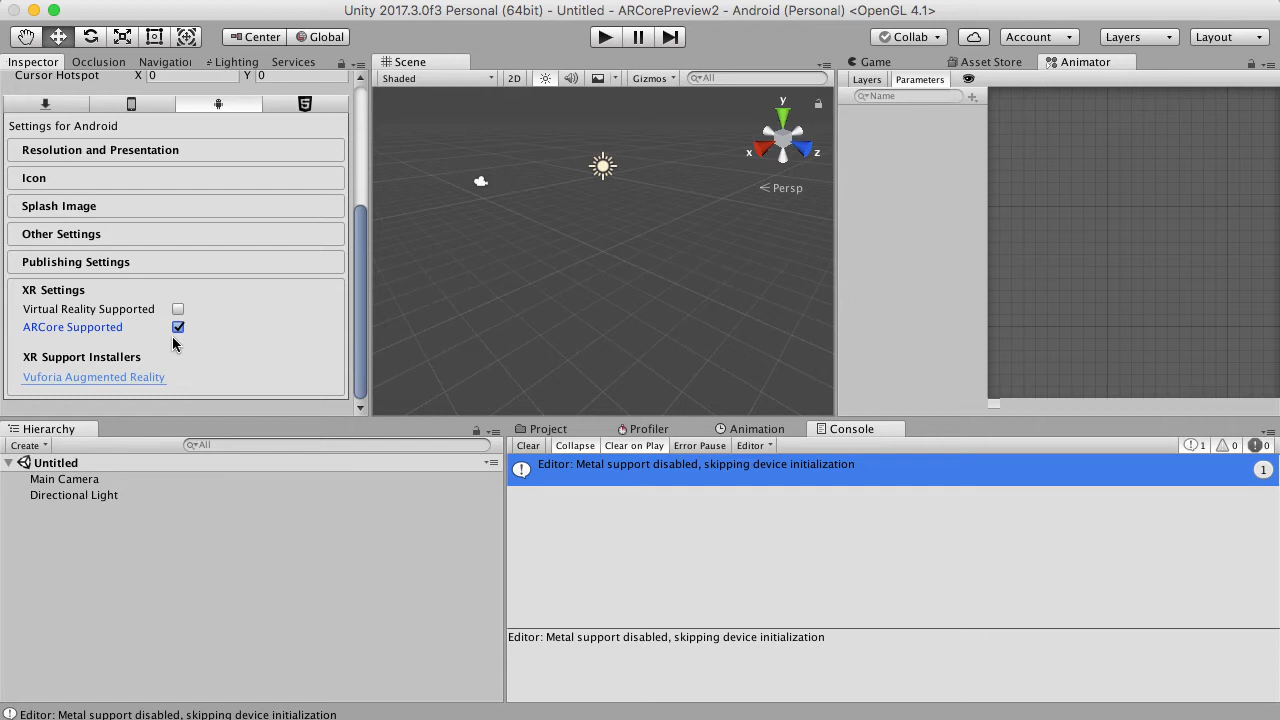 Unity 2017.3.0f3 Personal (64bit) - Untitled - ARCorePreview2 - Android (Personal) <OpenGL 4.1>
Center Global Collab Account Layers Layout
Inspector Occlusion Navigation Lighting Services
Cursor Hotspot X 0 Y 0
Settings for Android
Resolution and Presentation
Icon
Splash Image
Other Settings
Publishing Settings
XR Settings
Virtual Reality Supported
ARCore Supported
XR Support Installers
Vuforia Augmented Reality
Scene
Shaded 2D Gizmos All
y
x z
Persp
Game Asset Store Animator
Layers Parameters
Name
Hierarchy
Create All
Untitled
Main Camera
Directional Light
Project Profiler Animation Console
Clear Collapse Clear on Play Error Pause Editor 1 0 0
Editor: Metal support disabled, skipping device initialization
1
Editor: Metal support disabled, skipping device initialization
Editor: Metal support disabled, skipping device initialization